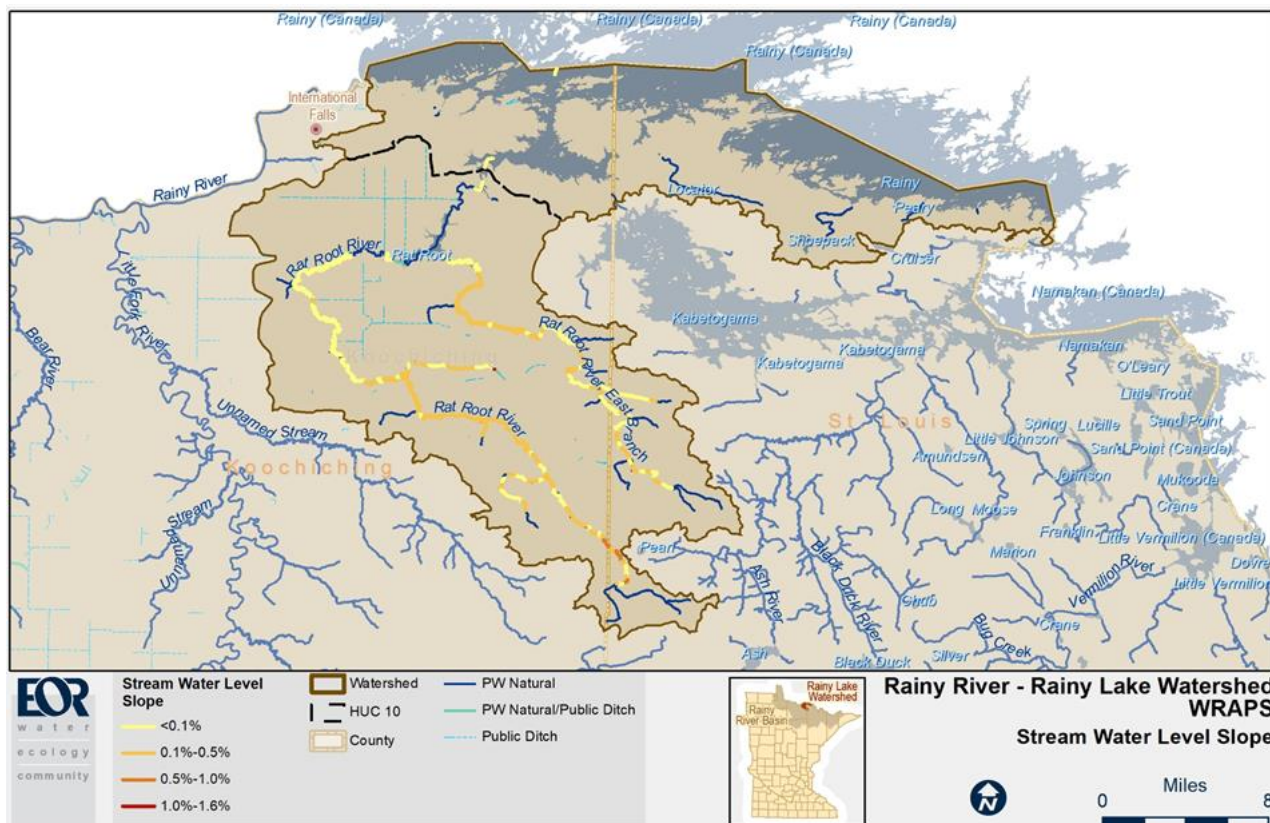 Rainy (Canada)
Rainy (Canada)
Rainy (Canada)
Rainy (Canada)
International
Falls
Rainy River
Locator
Rainy
Peary
Shoepack
Cruiser
Rat Root River
Rat Root
Little Fork River
Namakan (Canada)
Kabetogama
Kabetogama
Kabetogama
Namakan
O'Leary
Little Trout
Bear River
Koochiching
Rat Root River East Branch
Rat Root River
Unnamed Stream
St. Louis
Spring
Lucille
Sand Point
Little Johnson
Sand Point (Canada)
Amundsen
Johnson
Mukooda
Koochiching
Unnamed Stream
Long Moose
Crane
Franklin
Little Vermilion (Canada)
Pearl
Marion
Dovre
Ash River
Black Duck River
Vermilion River
Little Vermilion
Chub
Crane
Bug Creek
Ash
Black Duck
Silver
EOR
water
ecology
community
Stream Water Level
Slope
<0.1%
0.1%-0.5%
0.5%-1.0%
1.0%-1.6%
Watershed
HUC 10
County
PW Natural
PW Natural/Public Ditch
Public Ditch
Rainy Lake
Watershed
Rainy
River Basin
Rainy River - Rainy Lake Watershed
WRAPS
Stream Water Level Slope
N
Miles
0 8